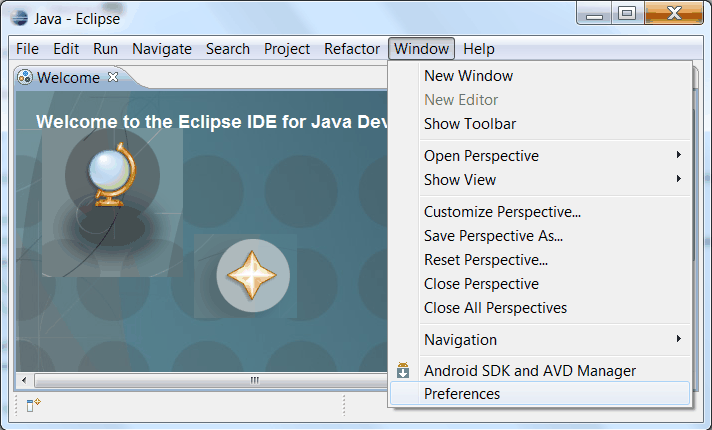 Java - Eclipse
File Edit Run Navigate Search Project Refactor Window Help
Welcome
Welcome to the Eclipse IDE for Java Dev
New Window
New Editor
Show Toolbar
Open Perspective
Show View
Customize Perspective...
Save Perspective As...
Reset Perspective...
Close Perspective
Close All Perspectives
Navigation
Android SDK and AVD Manager
Preferences